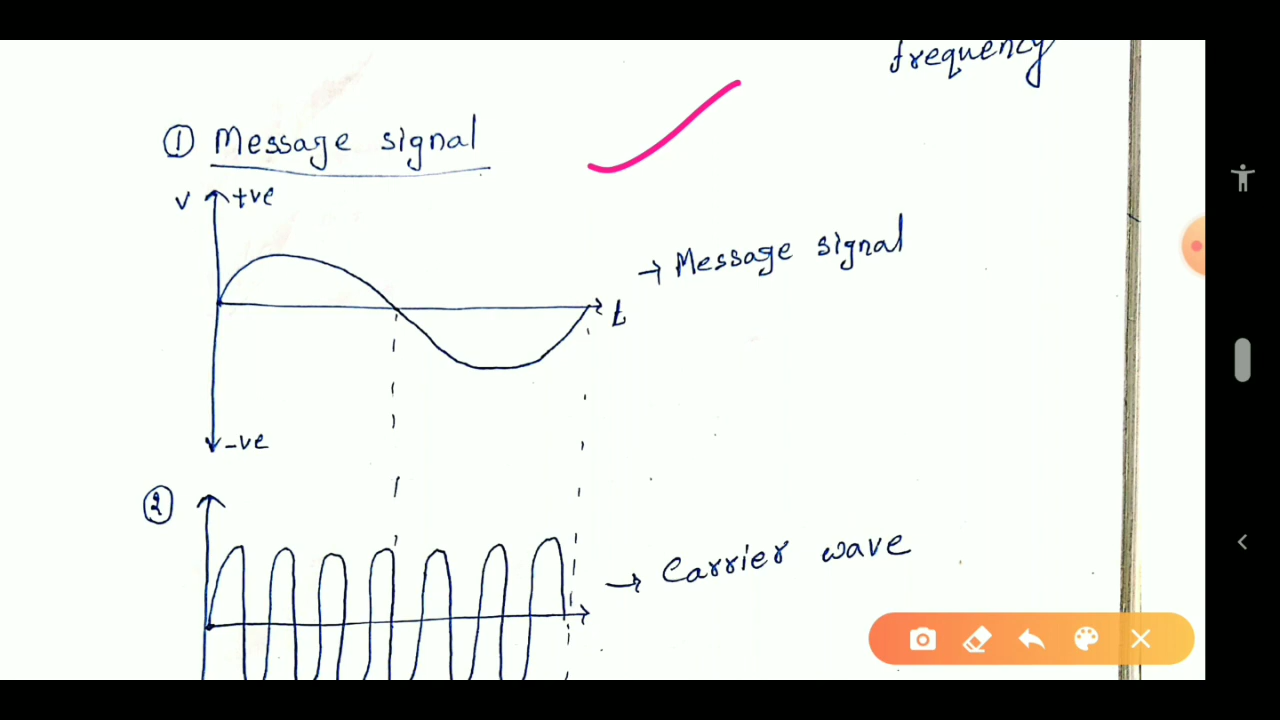 frequency
① Message signal
V +ve
→ Message signal
t
-ve
②
→ Carrier wave